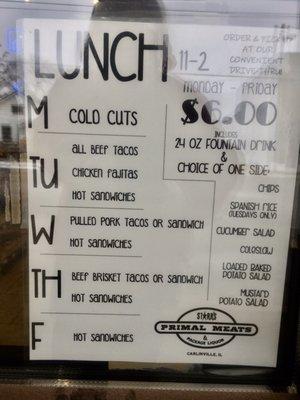 LUNCH 11-2
ORDER & PICK UP
AT OUR
CONVENIENT
DRIVE-THRU!
MONDAY - FRIDAY
$6.00
INCLUDES
24 OZ FOUNTAIN DRINK
&
CHOICE OF ONE SIDE:
CHIPS
SPANISH RICE
(TUESDAYS ONLY)
CUCUMBER SALAD
COLOSLAW
LOADED BAKED
POTATO SALAD
MUSTARD
POTATO SALAD
M COLD CUTS
TU ALL BEEF TACOS
CHICKEN FAJITAS
HOT SANDWICHES
W PULLED PORK TACOS OR SANDWICH
HOT SANDWICHES
TH BEEF BRISKET TACOS OR SANDWICH
HOT SANDWICHES
F HOT SANDWICHES
PRIMAL MEATS
&
PACKAGE LIQUOR
CARLINVILLE, IL